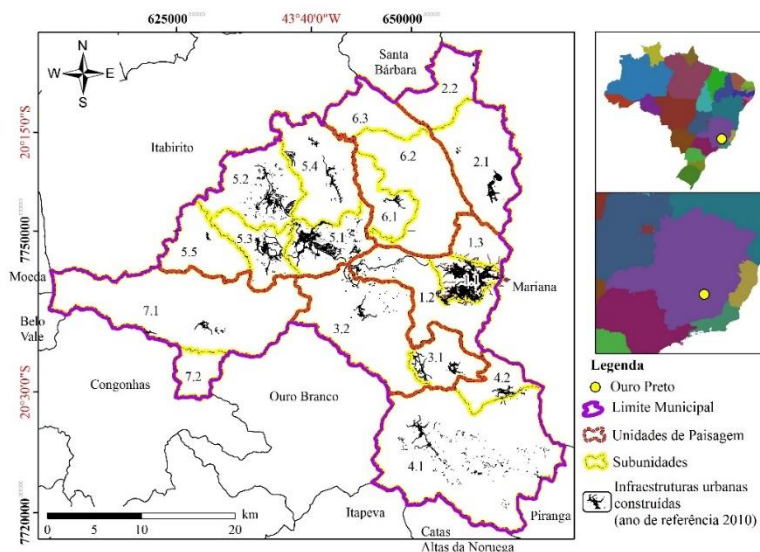 625000
43°40'0"O
650000
N
W E
S
Santa
Bárbara
2.2
20°15'S
6.3
Itabirito
5.4
6.2
5.2
2.1
6.1
7750000
5.1
1.3
5.3
5.5
Moeda
1.1
Mariana
1.2
7.1
3.2
Belo
Vale
3.1
7.2
4.2
20°30'S
Congonhas
Ouro Branco
4.1
7720000
km
0 5 10 20
Itapeva
Piranga
Catas
Altas da Noruega
Legenda
Ouro Preto
Limite Municipal
Unidades de Paisagem
Subunidades
Infraestruturas urbanas
construídas
(ano de referência 2010)